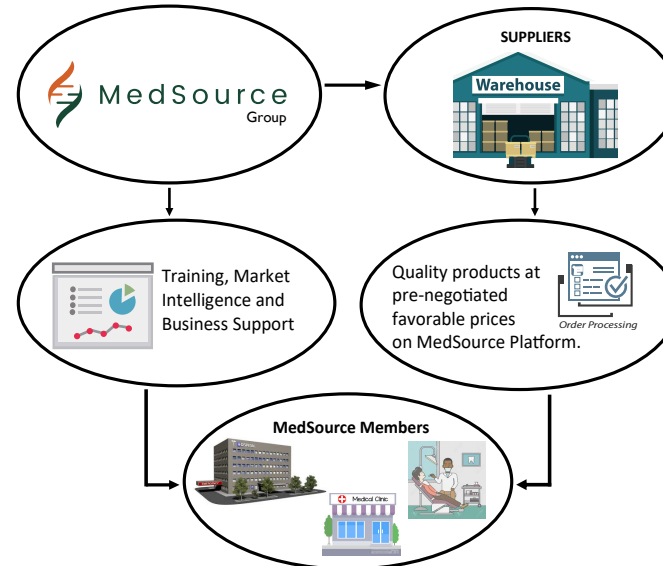 MedSource
Group
SUPPLIERS
Warehouse
Training, Market
Intelligence and
Business Support
Quality products at
pre-negotiated
favorable prices
on MedSource Platform.
Order Processing
MedSource Members
Medical Clinic